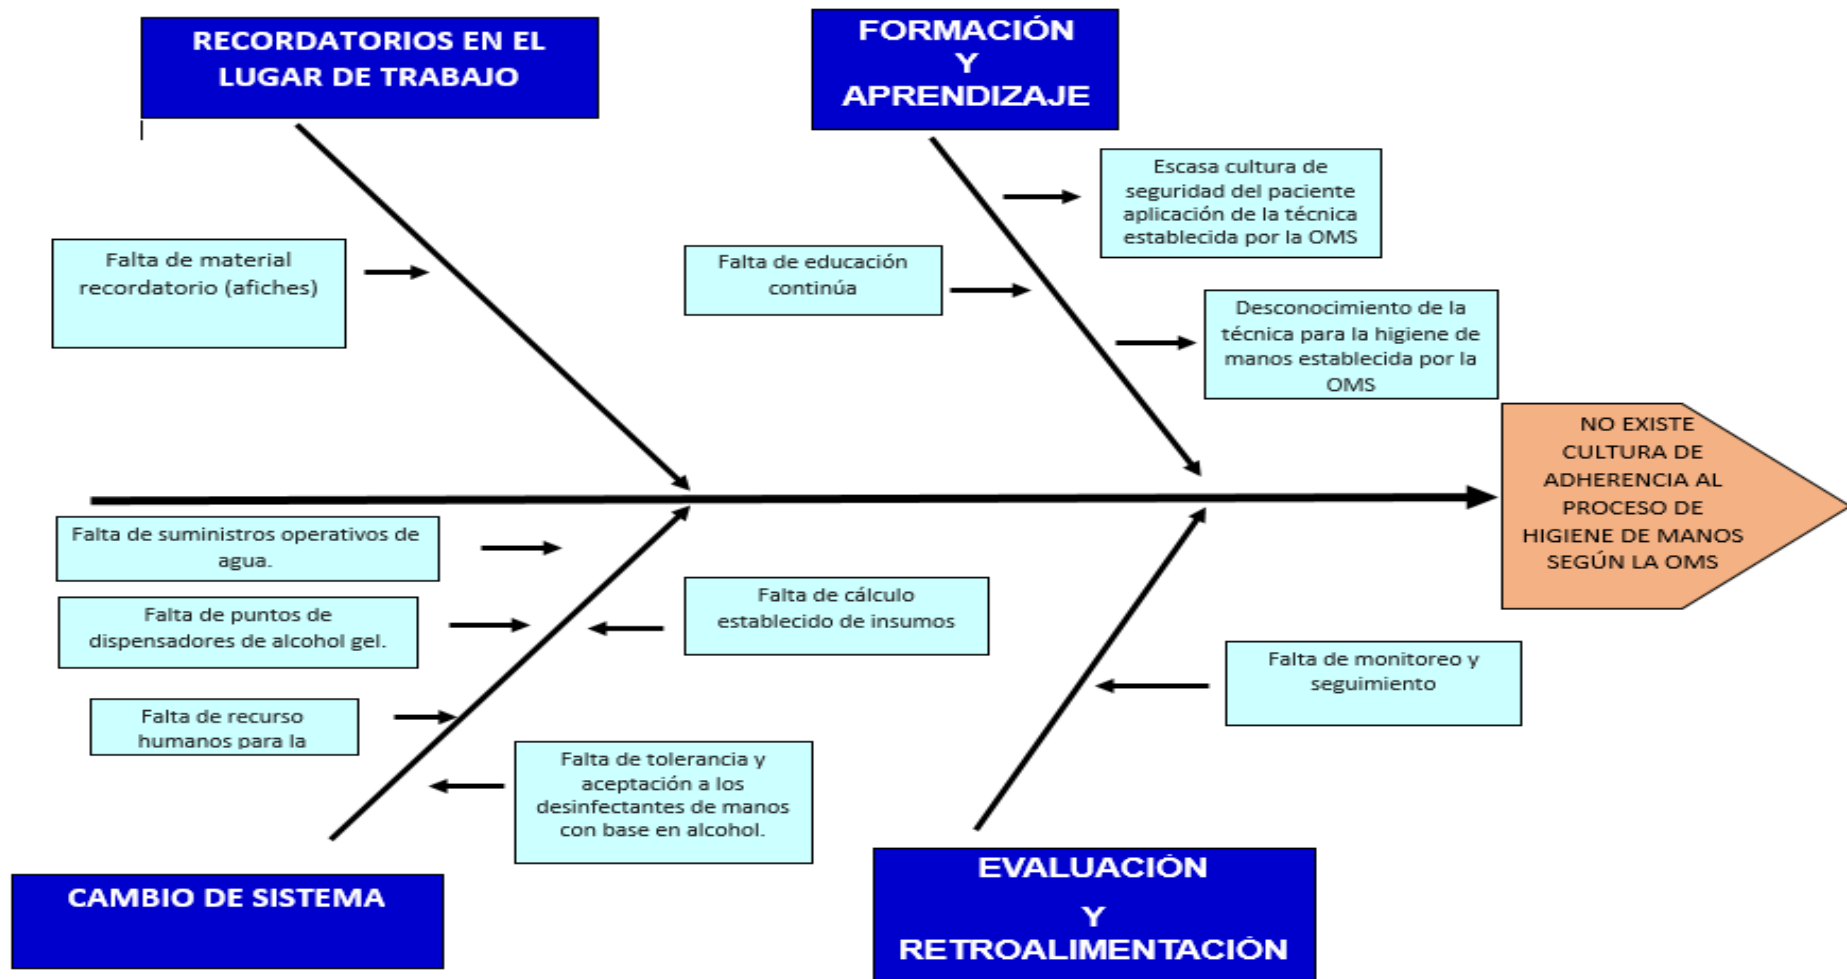 RECORDATORIOS EN EL
LUGAR DE TRABAJO
FORMACIÓN
Y
APRENDIZAJE
Escasa cultura de
seguridad del paciente
aplicación de la técnica
establecida por la OMS
Falta de material
recordatorio (afiches)
Falta de educación
continúa
Desconocimiento de la
técnica para la higiene de
manos establecida por la
OMS
NO EXISTE
CULTURA DE
ADHERENCIA AL
PROCESO DE
HIGIENE DE MANOS
SEGÚN LA OMS
Falta de suministros operativos de
agua.
Falta de puntos de
dispensadores de alcohol gel.
Falta de cálculo
establecido de insumos
Falta de monitoreo y
seguimiento
Falta de recurso
humanos para la
Falta de tolerancia y
aceptación a los
desinfectantes de manos
con base en alcohol.
CAMBIO DE SISTEMA
EVALUACIÓN
Y
RETROALIMENTACIÓN